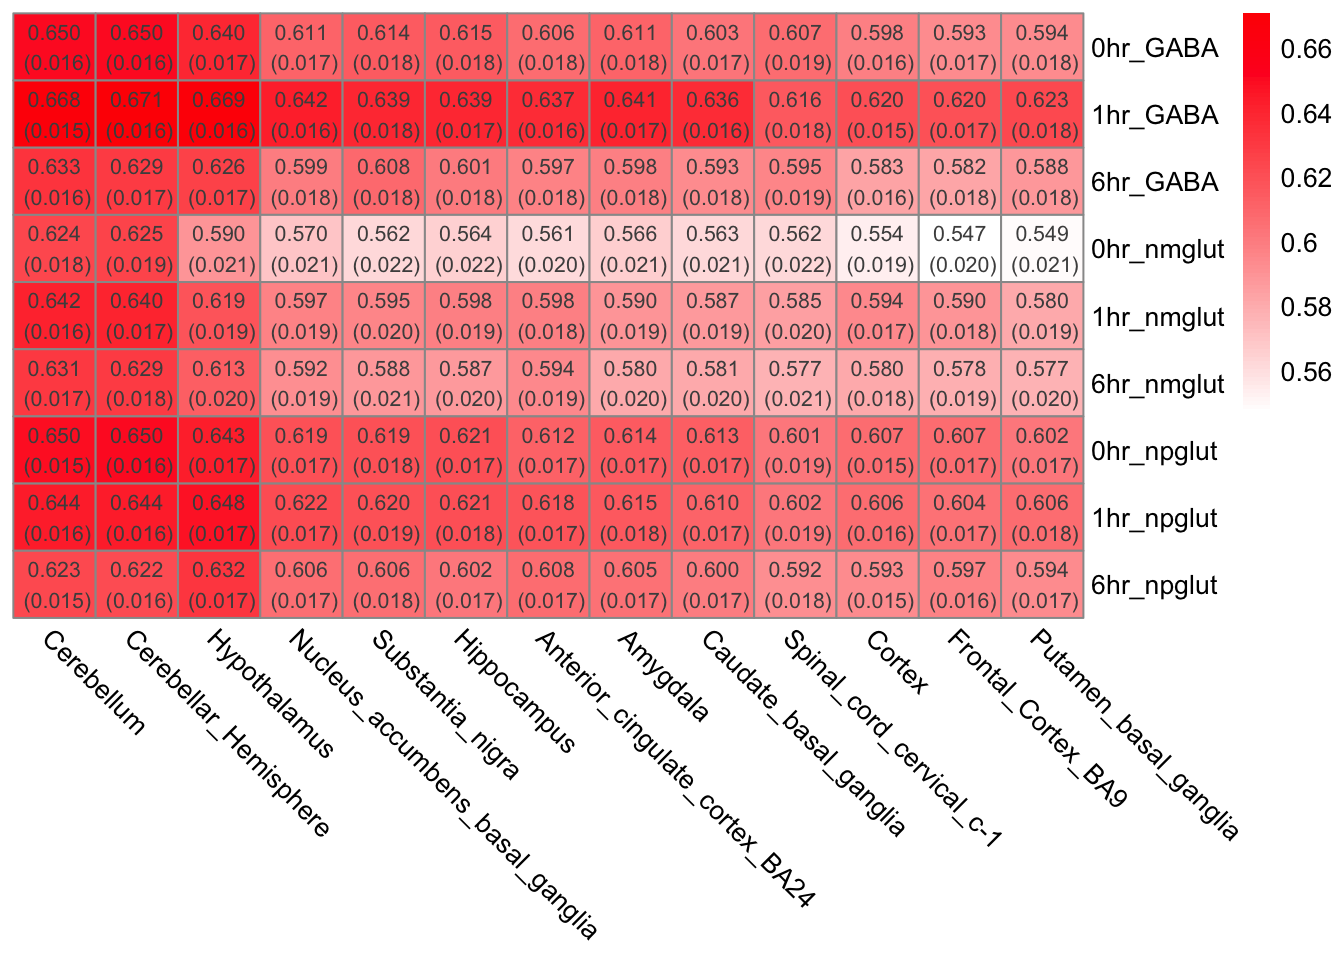 0.650 0.650 0.640 0.611 0.614 0.615 0.606 0.611 0.603 0.607 0.598 0.593 0.594
(0.016) (0.016) (0.017) (0.017) (0.018) (0.018) (0.018) (0.018) (0.017) (0.019) (0.016) (0.017) (0.018)
0hr_GABA
0.668 0.671 0.669 0.642 0.639 0.639 0.637 0.641 0.636 0.616 0.620 0.620 0.623
(0.015) (0.016) (0.016) (0.016) (0.018) (0.017) (0.016) (0.017) (0.016) (0.018) (0.015) (0.017) (0.018)
1hr_GABA
0.633 0.629 0.626 0.599 0.608 0.601 0.597 0.598 0.593 0.595 0.583 0.582 0.588
(0.016) (0.017) (0.017) (0.018) (0.018) (0.018) (0.018) (0.018) (0.018) (0.019) (0.016) (0.018) (0.018)
6hr_GABA
0.624 0.625 0.590 0.570 0.562 0.564 0.561 0.566 0.563 0.562 0.554 0.547 0.549
(0.018) (0.019) (0.021) (0.021) (0.022) (0.022) (0.020) (0.021) (0.021) (0.022) (0.019) (0.020) (0.021)
0hr_nmglut
0.642 0.640 0.619 0.597 0.595 0.598 0.598 0.590 0.587 0.585 0.594 0.590 0.580
(0.016) (0.017) (0.019) (0.019) (0.020) (0.019) (0.018) (0.019) (0.019) (0.020) (0.017) (0.018) (0.019)
1hr_nmglut
0.631 0.629 0.613 0.592 0.588 0.587 0.594 0.580 0.581 0.577 0.580 0.578 0.577
(0.017) (0.018) (0.020) (0.019) (0.021) (0.020) (0.019) (0.020) (0.020) (0.021) (0.018) (0.019) (0.020)
6hr_nmglut
0.650 0.650 0.643 0.619 0.619 0.621 0.612 0.614 0.613 0.601 0.607 0.607 0.602
(0.015) (0.016) (0.017) (0.017) (0.018) (0.017) (0.017) (0.017) (0.017) (0.019) (0.015) (0.017) (0.017)
0hr_npglut
0.644 0.644 0.648 0.622 0.620 0.621 0.618 0.615 0.610 0.602 0.606 0.604 0.606
(0.016) (0.016) (0.017) (0.017) (0.019) (0.018) (0.017) (0.018) (0.017) (0.019) (0.016) (0.017) (0.018)
1hr_npglut
0.623 0.622 0.632 0.606 0.606 0.602 0.608 0.605 0.600 0.592 0.593 0.597 0.594
(0.015) (0.016) (0.017) (0.017) (0.018) (0.017) (0.017) (0.017) (0.017) (0.018) (0.015) (0.016) (0.017)
6hr_npglut
Cerebellum
Cerebellar_Hemisphere
Hypothalamus
Nucleus_accumbens_basal_ganglia
Substantia_nigra
Hippocampus
Anterior_cingulate_cortex_BA24
Amygdala
Caudate_basal_ganglia
Spinal_cord_cervical_c-1
Cortex
Frontal_Cortex_BA9
Putamen_basal_ganglia
0.66
0.64
0.62
0.6
0.58
0.56